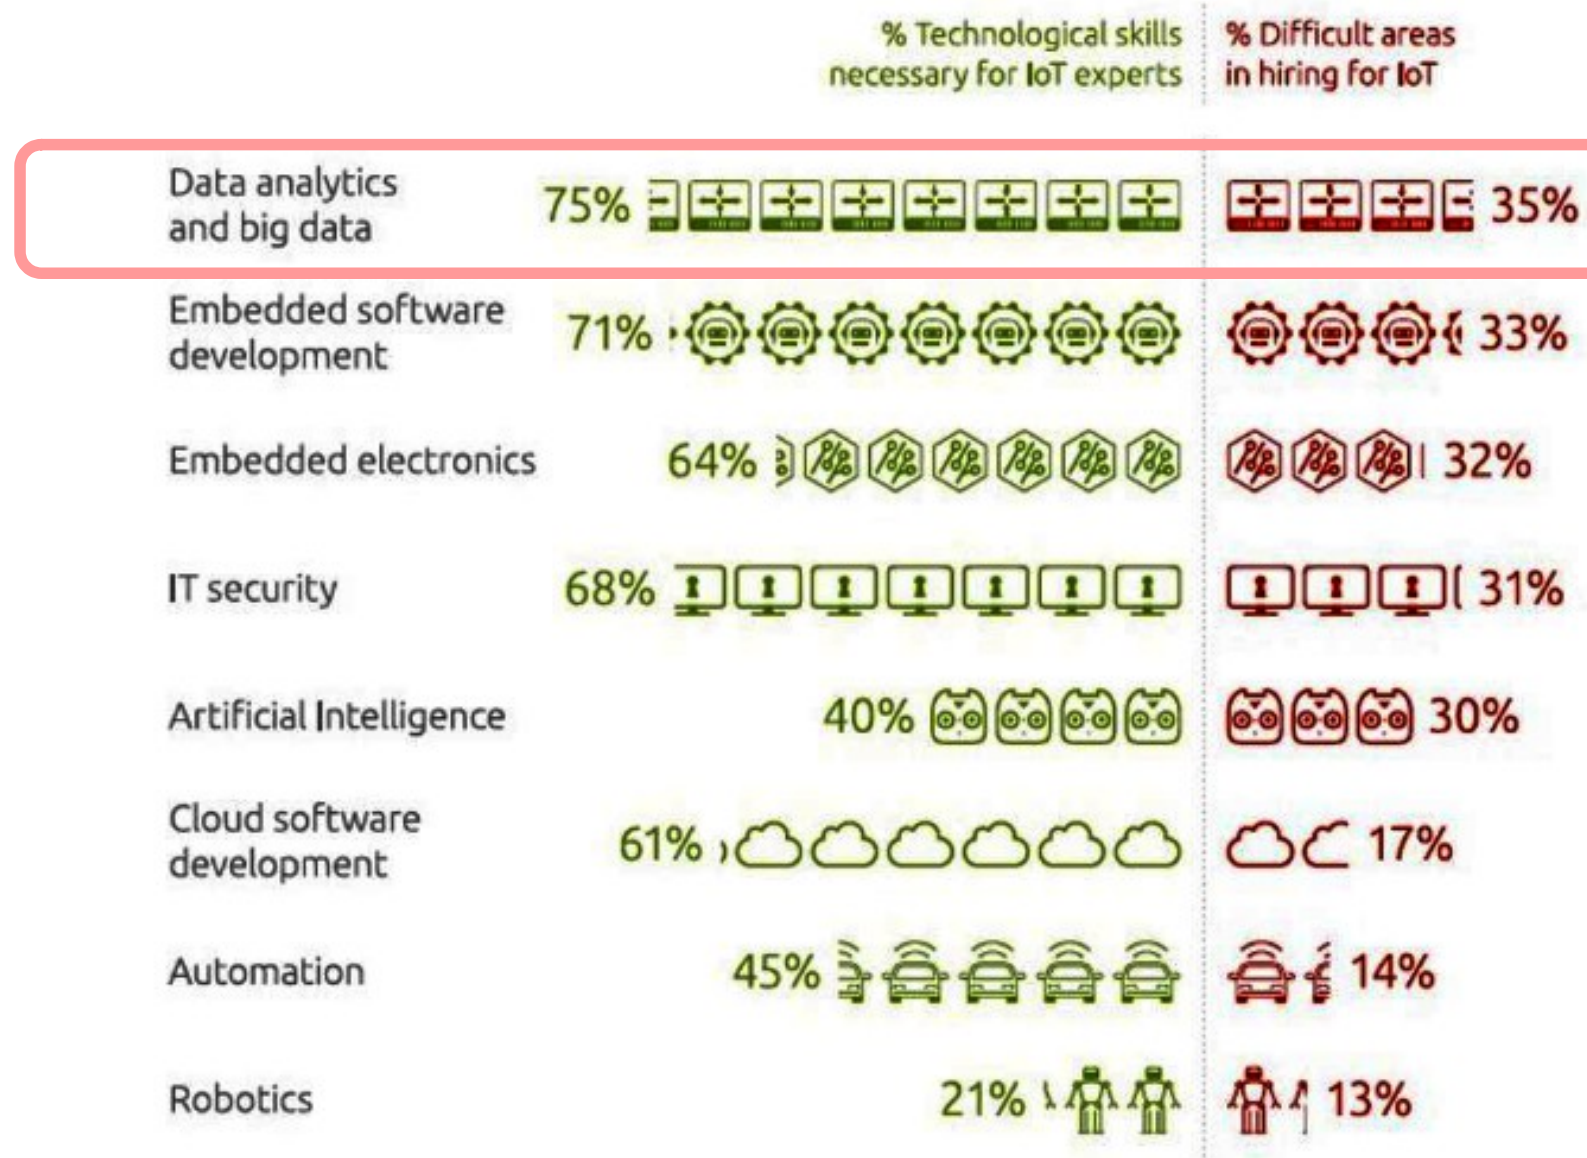 % Technological skills
necessary for IoT experts
% Difficult areas
in hiring for IoT
Data analytics
and big data
75%
35%
Embedded software
development
71%
33%
Embedded electronics
64%
32%
IT security
68%
31%
Artificial Intelligence
40%
30%
Cloud software
development
61%
17%
Automation
45%
14%
Robotics
21%
13%